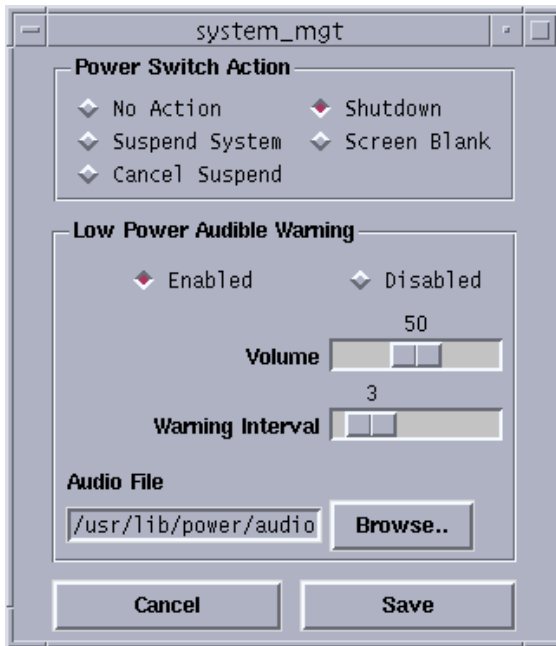 system_mgt
Power Switch Action
No Action Shutdown
Suspend System Screen Blank
Cancel Suspend
Low Power Audible Warning
Enabled Disabled
50
Volume
3
Warning Interval
Audio File
/usr/lib/power/audio
Browse..
Cancel Save